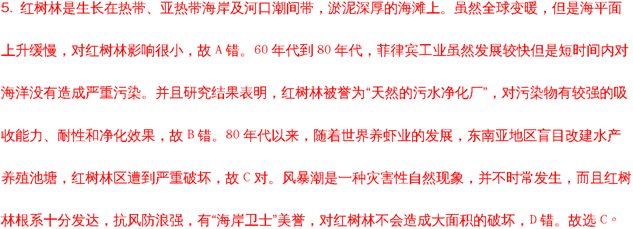 5. 红树林是生长在热带、亚热带海岸及河口潮间带，淤泥深厚的海滩上。虽然全球变暖，但是海平面
上升缓慢，对红树林影响很小，故 A 错。60 年代到 80 年代，菲律宾工业虽然发展较快但是短时间内对
海洋没有造成严重污染。并且研究结果表明，红树林被誉为“天然的污水净化厂”，对污染物有较强的吸
收能力、耐性和净化效果，故 B 错。80 年代以来，随着世界养虾业的发展，东南亚地区盲目改建水产
养殖池塘，红树林区遭到严重破坏，故 C 对。风暴潮是一种灾害性自然现象，并不时常发生，而且红树
林根系十分发达，抗风防浪强，有“海岸卫士”美誉，对红树林不会造成大面积的破坏，D 错。故选 C。